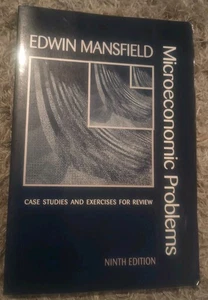 EDWIN MANSFIELD
Microeconomic Problems
CASE STUDIES AND EXERCISES FOR REVIEW
NINTH EDITION